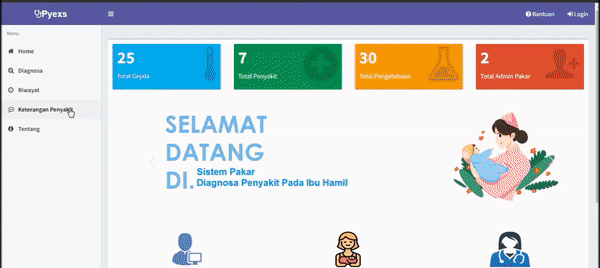 Pyexs
Bantuan
Login
Menu
Home
Diagnosa
Riwayat
Keterangan Penyakit
Tentang
25
Total Gejala
7
Total Penyakit
30
Total Pengetahuan
2
Total Admin Pakar
SELAMAT
DATANG
DI.
Sistem Pakar
Diagnosa Penyakit Pada Ibu Hamil